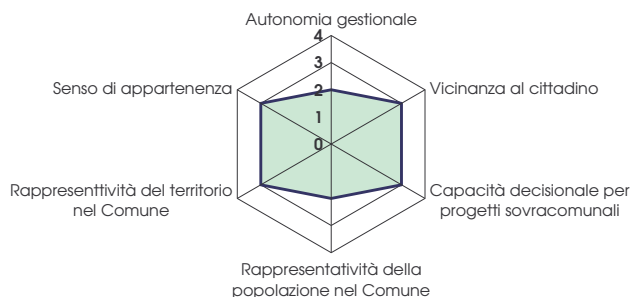 Autonomia gestionale
4
3
2
1
0
Senso di appartenenza
Vicinanza al cittadino
Rappresenttività del territorio
nel Comune
Capacità decisionale per
progetti sovracomunali
Rappresentatività della
popolazione nel Comune